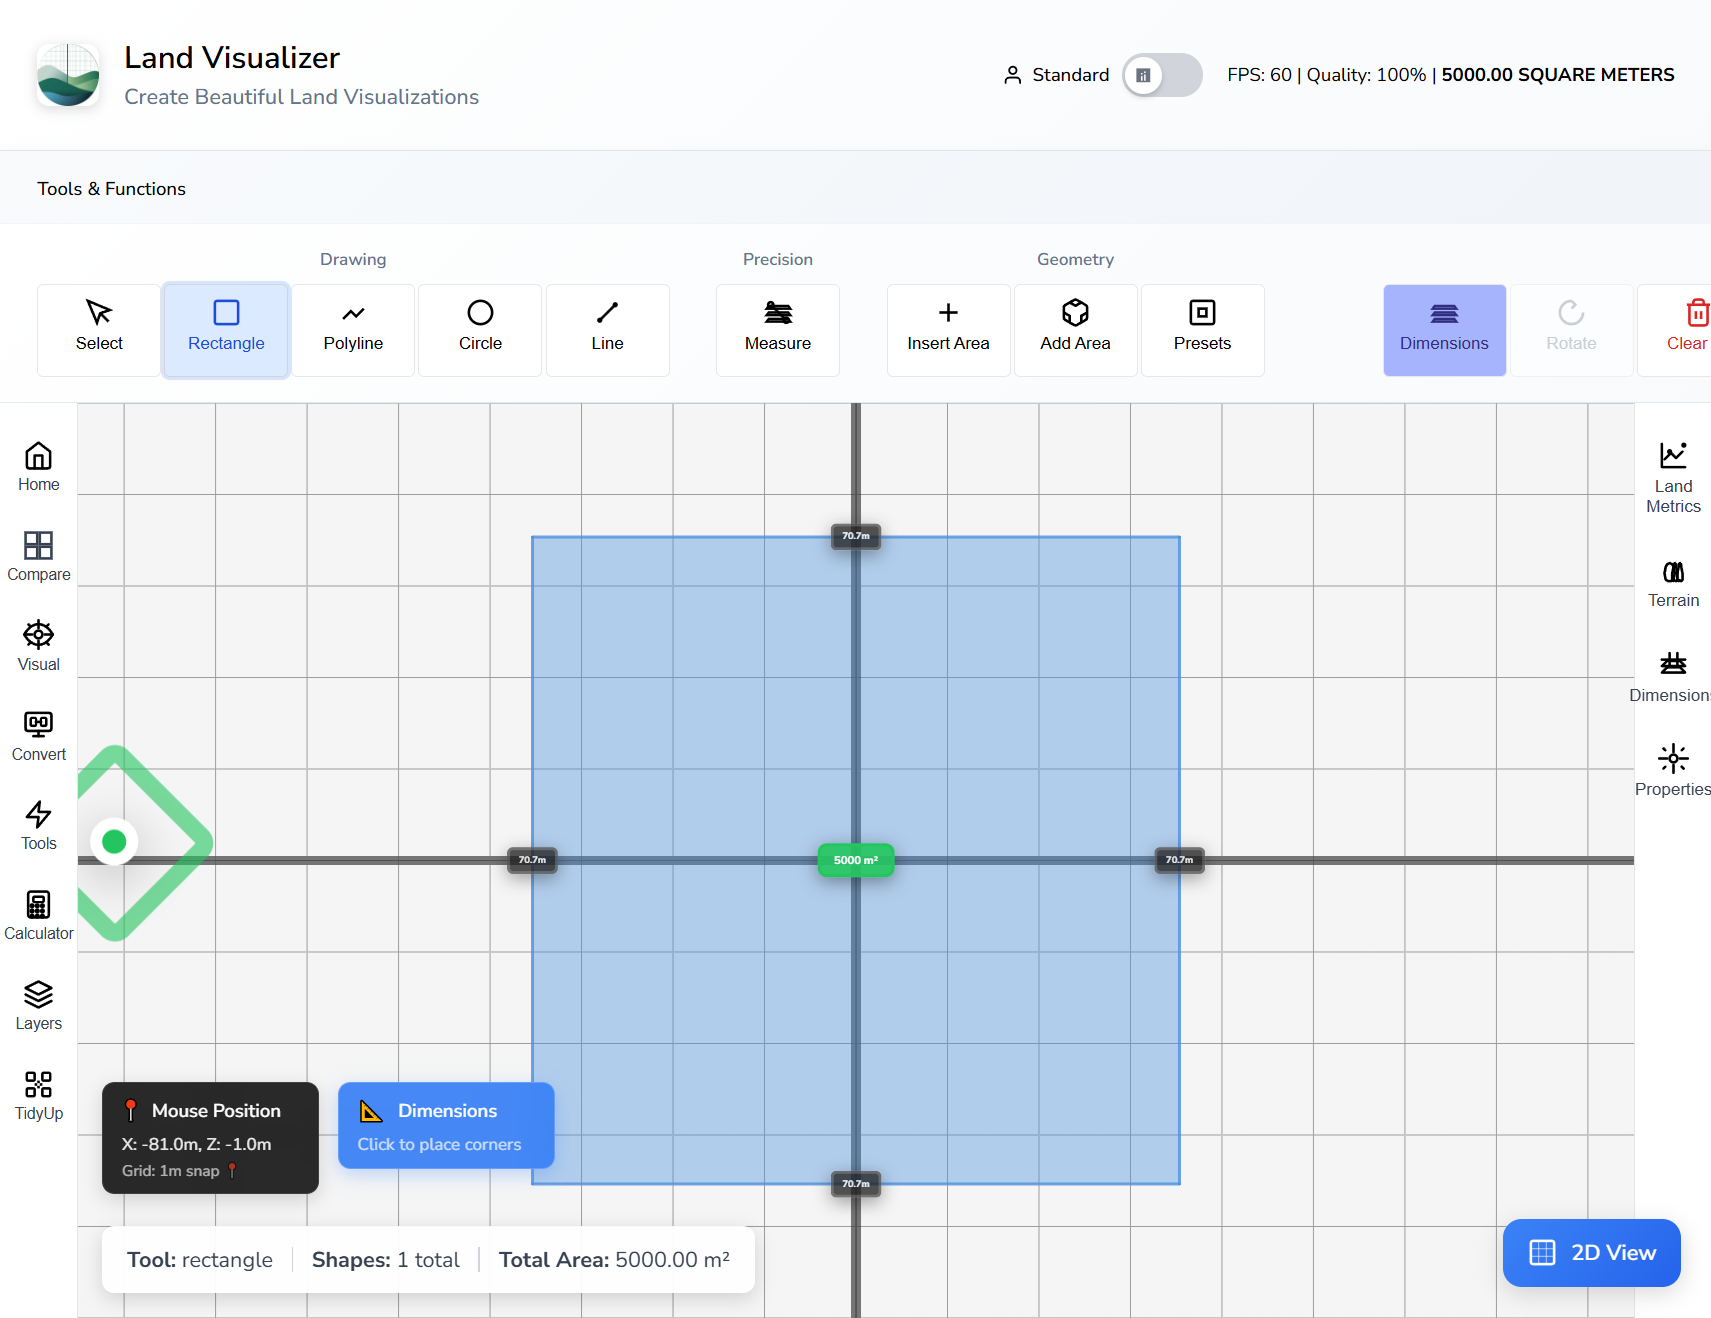 Land Visualizer
Create Beautiful Land Visualizations
Standard
FPS: 60 | Quality: 100% | 5000.00 SQUARE METERS
Tools & Functions
Drawing
Precision
Geometry
Select
Rectangle
Polyline
Circle
Line
Measure
Insert Area
Add Area
Presets
Dimensions
Rotate
Clear
Home
Compare
Visual
Convert
Tools
Calculator
Layers
TidyUp
70.7m
70.7m
5000 m²
70.7m
70.7m
Land
Metrics
Terrain
Dimensions
Properties
Mouse Position
X: -81.0m, Z: -1.0m
Grid: 1m snap
Dimensions
Click to place corners
Tool: rectangle
Shapes: 1 total
Total Area: 5000.00 m²
2D View